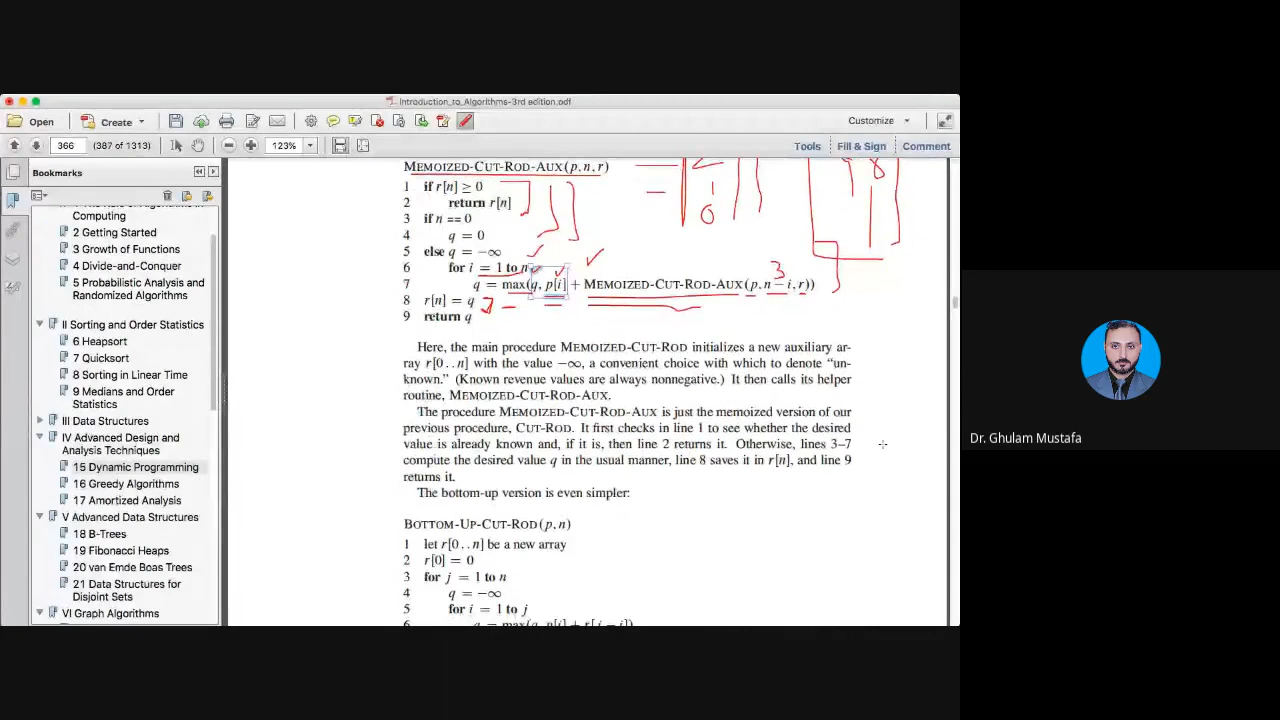 Introduction_to_Algorithms-3rd edition.pdf
Open
Create
Customize
366
(387 of 1313)
123%
Tools
Fill & Sign
Comment
Bookmarks
Computing
2 Getting Started
3 Growth of Functions
4 Divide-and-Conquer
5 Probabilistic Analysis and Randomized Algorithms
II Sorting and Order Statistics
6 Heapsort
7 Quicksort
8 Sorting in Linear Time
9 Medians and Order
Statistics
III Data Structures
IV Advanced Design and
Analysis Techniques
15 Dynamic Programming
16 Greedy Algorithms
17 Amortized Analysis
V Advanced Data Structures
18 B-Trees
19 Fibonacci Heaps
20 van Emde Boas Trees
21 Data Structures for
Disjoint Sets
VI Graph Algorithms
MEMOIZED-CUT-ROD-AUX(p, n, r)
1 if r[n] ≥ 0
2 return r[n]
3 if n == 0
4 q = 0
5 else q = −∞
6 for i = 1 to n
7 q = max(q, p[i] + MEMOIZED-CUT-ROD-AUX(p, n − i, r))
8 r[n] = q
9 return q
2
1
0
8
3
Here, the main procedure MEMOIZED-CUT-ROD initializes a new auxiliary ar-
ray r[0..n] with the value −∞, a convenient choice with which to denote “un-
known.” (Known revenue values are always nonnegative.) It then calls its helper
routine, MEMOIZED-CUT-ROD-AUX.
The procedure MEMOIZED-CUT-ROD-AUX is just the memoized version of our
previous procedure, CUT-ROD. It first checks in line 1 to see whether the desired
value is already known and, if it is, then line 2 returns it. Otherwise, lines 3–7
compute the desired value q in the usual manner, line 8 saves it in r[n], and line 9
returns it.
The bottom-up version is even simpler:
BOTTOM-UP-CUT-ROD(p, n)
1 let r[0..n] be a new array
2 r[0] = 0
3 for j = 1 to n
4 q = −∞
5 for i = 1 to j
6 q = max(q, p[i] + r[j − i])
Dr. Ghulam Mustafa